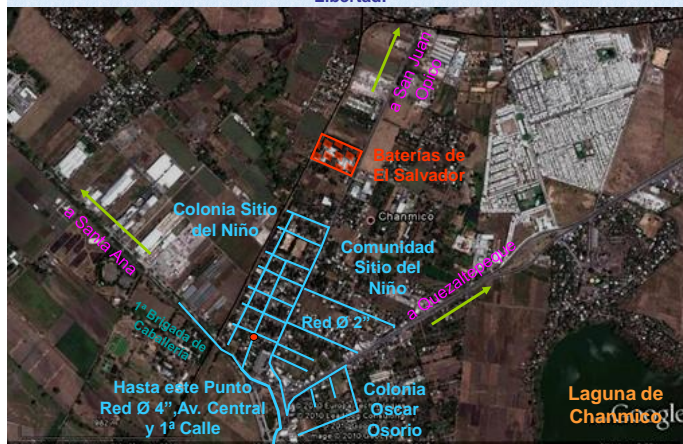 Libertad.
a San Juan
Opico
Baterías de
El Salvador
a Santa Ana
Colonia Sitio
del Niño
Chanmico
Comunidad
Sitio del
Niño
a Quezaltepeque
1ª Brigada de
Caballería
Red Ø 2”
Hasta este Punto
Red Ø 4”,Av. Central
y 1ª Calle
Colonia
Oscar
Osorio
Laguna de
Chanmico
Google